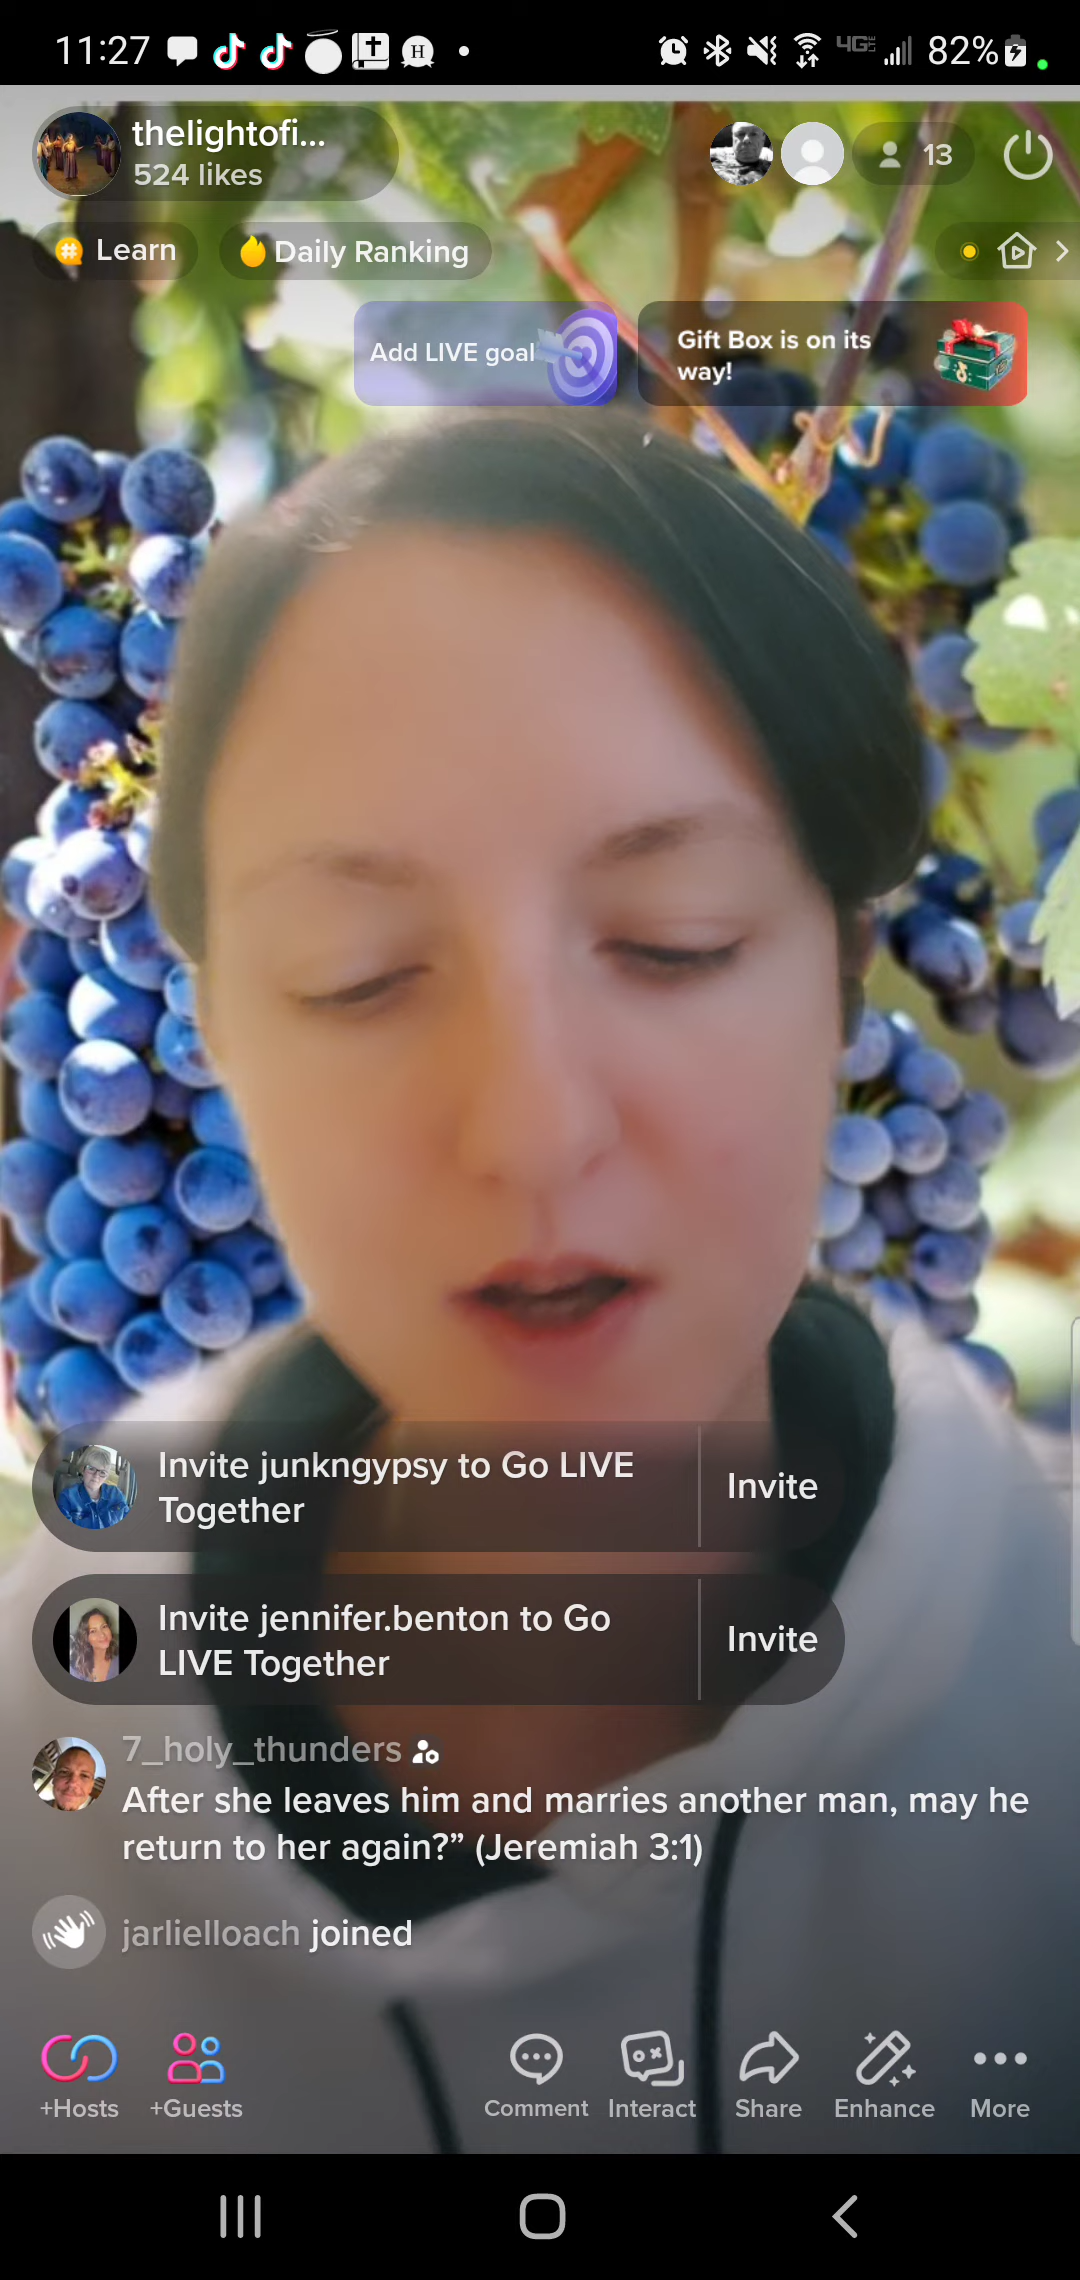 11:27
H
4G LTE
82%
thelightofi...
524 likes
13
Learn
Daily Ranking
Add LIVE goal
Gift Box is on its
way!
Invite junkngypsy to Go LIVE
Together
Invite
Invite jennifer.benton to Go
LIVE Together
Invite
7_holy_thunders
After she leaves him and marries another man, may he
return to her again?” (Jeremiah 3:1)
jarlielloach joined
+Hosts
+Guests
Comment
Interact
Share
Enhance
More